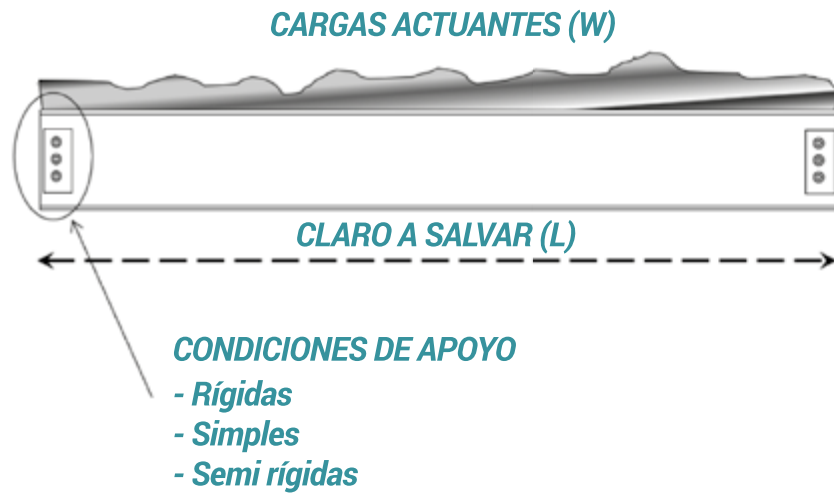 CARGAS ACTUANTES (W)
CLARO A SALVAR (L)
CONDICIONES DE APOYO
- Rígidas
- Simples
- Semi rígidas